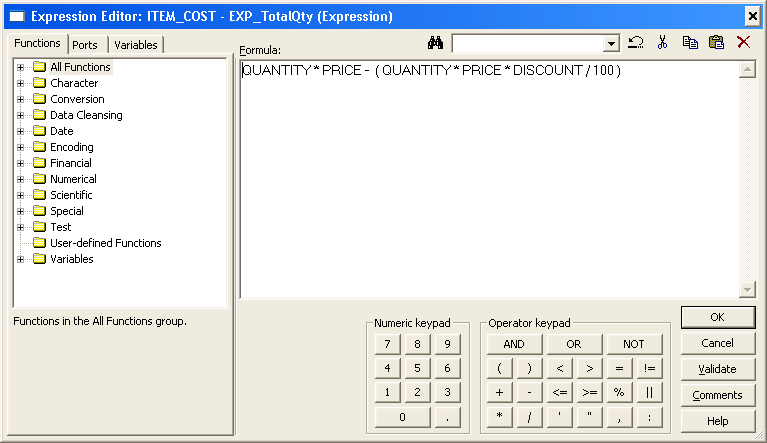 Expression Editor: ITEM_COST - EXP_TotalQty (Expression)
Functions Ports Variables
Formula:
All Functions
Character
Conversion
Data Cleansing
Date
Encoding
Financial
Numerical
Scientific
Special
Test
User-defined Functions
Variables
QUANTITY * PRICE - ( QUANTITY * PRICE * DISCOUNT / 100 )
Functions in the All Functions group.
Numeric keypad
7 8 9
4 5 6
1 2 3
0 .
Operator keypad
AND OR NOT
( ) < > = !=
+ - <= >= % ||
* / ' " , :
OK
Cancel
Validate
Comments
Help